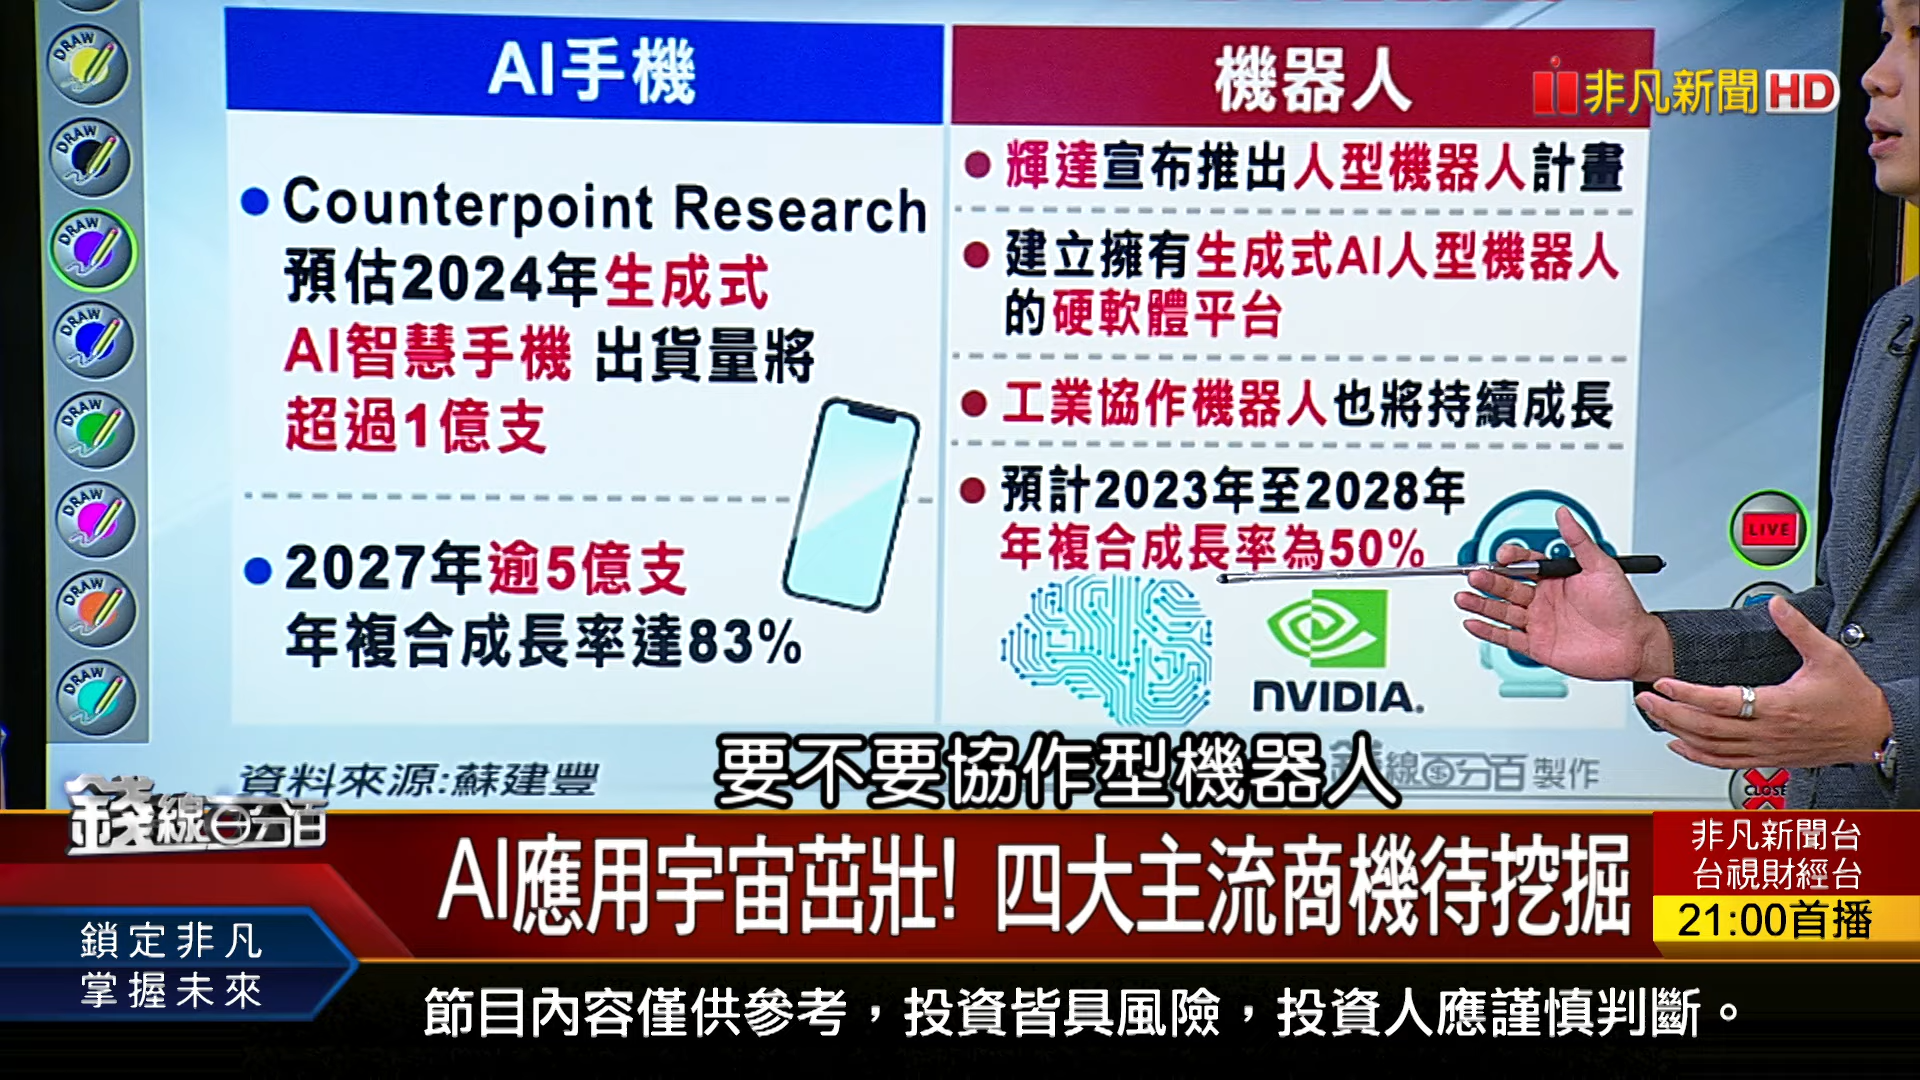 DRAW
DRAW
DRAW
DRAW
DRAW
DRAW
DRAW
DRAW
AI手機
Counterpoint Research
預估2024年生成式
AI智慧手機 出貨量將
超過1億支
2027年逾5億支
年複合成長率達83%
機器人
非凡新聞HD
輝達宣布推出人型機器人計畫
建立擁有生成式AI人型機器人
的硬軟體平台
工業協作機器人也將持續成長
預計2023年至2028年
年複合成長率為50%
NVIDIA.
LIVE
CLOSE
資料來源:蘇建豐
錢線百分百製作
要不要協作型機器人
錢線百分百
AI應用宇宙茁壯! 四大主流商機待挖掘
非凡新聞台
台視財經台
21:00首播
鎖定非凡
掌握未來
節目內容僅供參考，投資皆具風險，投資人應謹慎判斷。